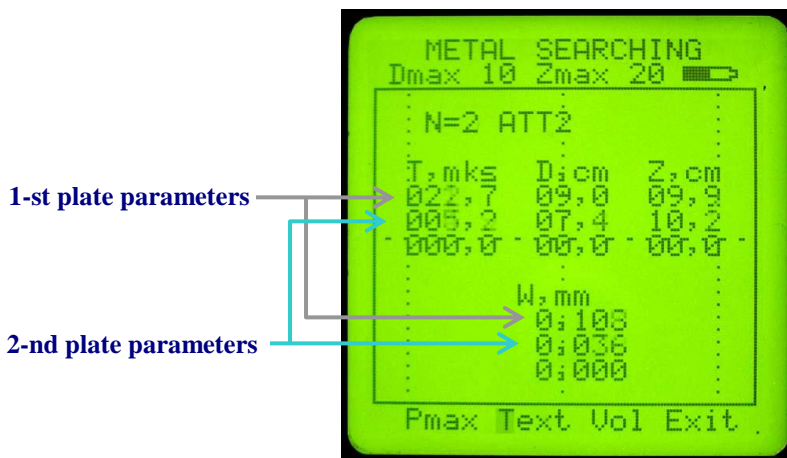 METAL SEARCHING
Dmax 10 Zmax 20
N=2 ATT2
T,mks D,cm Z,cm
1-st plate parameters
022,7 09,0 09,9
005,2 07,4 10,2
000,0 00,0 00,0
W,mm
0,108
2-nd plate parameters
0,036
0,000
Pmax Text Vol Exit